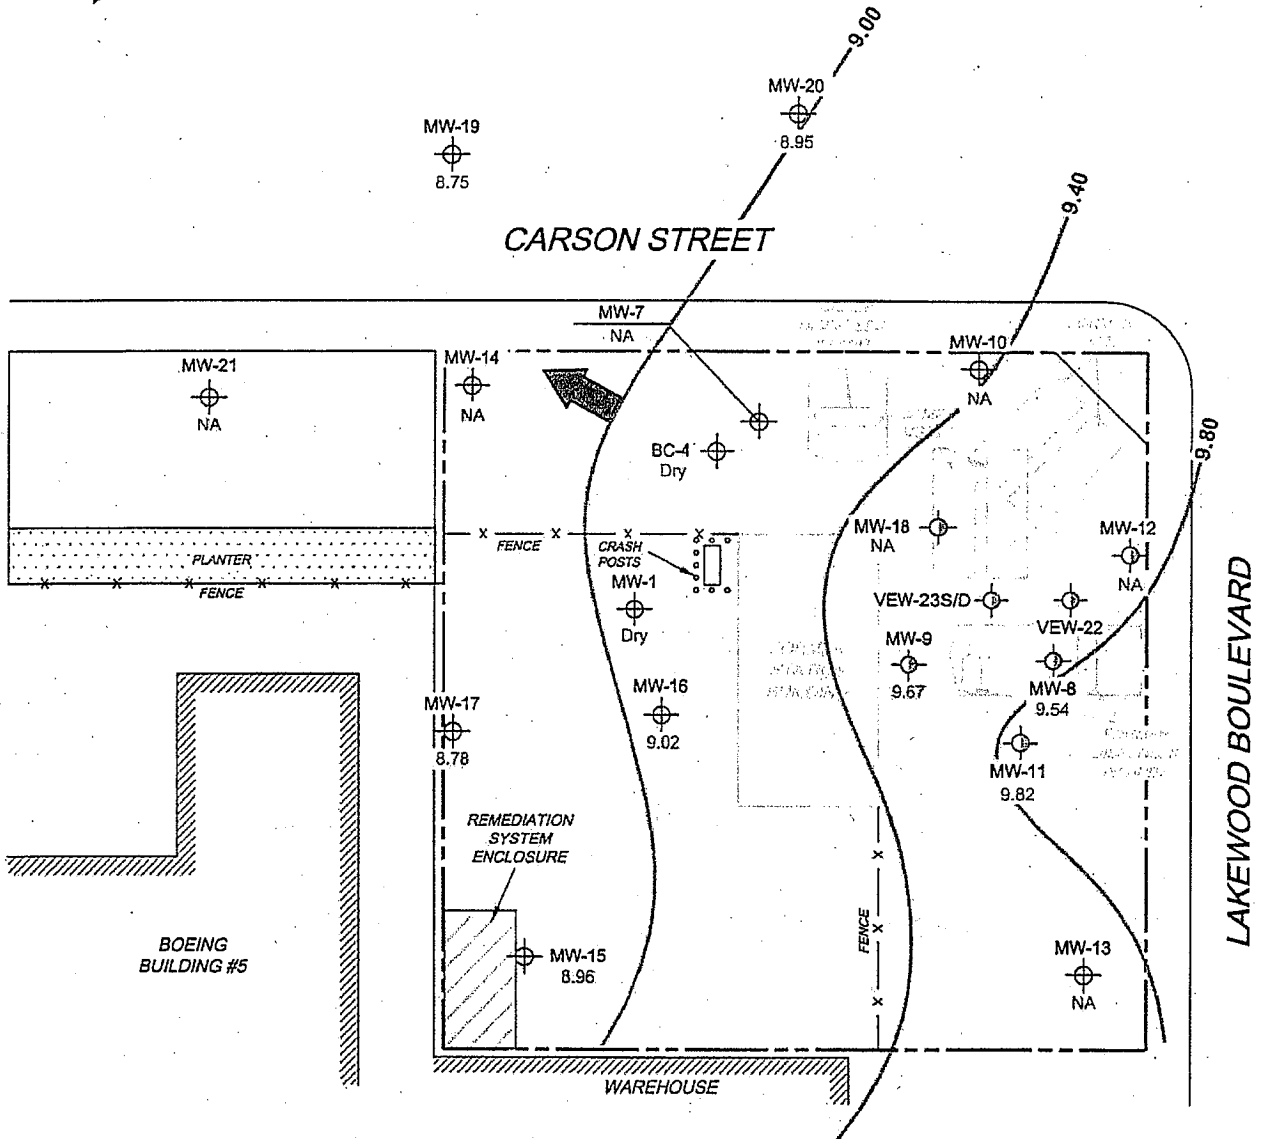 9.00
MW-20
8.95
MW-19
8.75
9.40
CARSON STREET
MW-7
NA
MW-10
NA
MW-21
NA
MW-14
NA
9.80
BC-4
Dry
MW-18
NA
MW-12
NA
FENCE
CRASH
POSTS
PLANTER
FENCE
MW-1
Dry
VEW-23S/D
VEW-22
MW-9
9.67
MW-8
9.54
MW-16
9.02
MW-17
8.78
MW-11
9.82
LAKEWOOD BOULEVARD
REMEDIATION
SYSTEM
ENCLOSURE
BOEING
BUILDING #5
MW-15
8.96
FENCE
MW-13
NA
WAREHOUSE